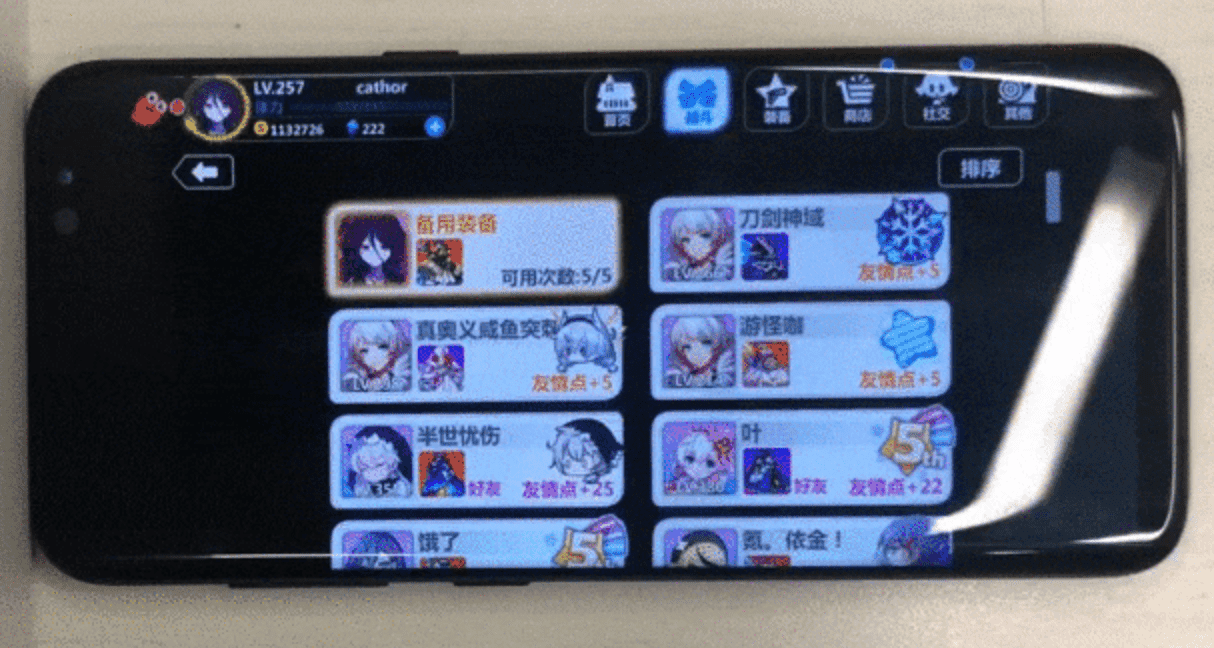 LV.257 cathor
体力
1132726 222
首页 战斗 装备 商店 社交 其他
排序
备用装备
可用次数:5/5
刀剑神域
友情点+5
真奥义咸鱼突刺
友情点+5
游怪咖
友情点+5
半世忧伤
好友 友情点+25
叶
5th
好友 友情点+22
饿了
5
氪。依金！